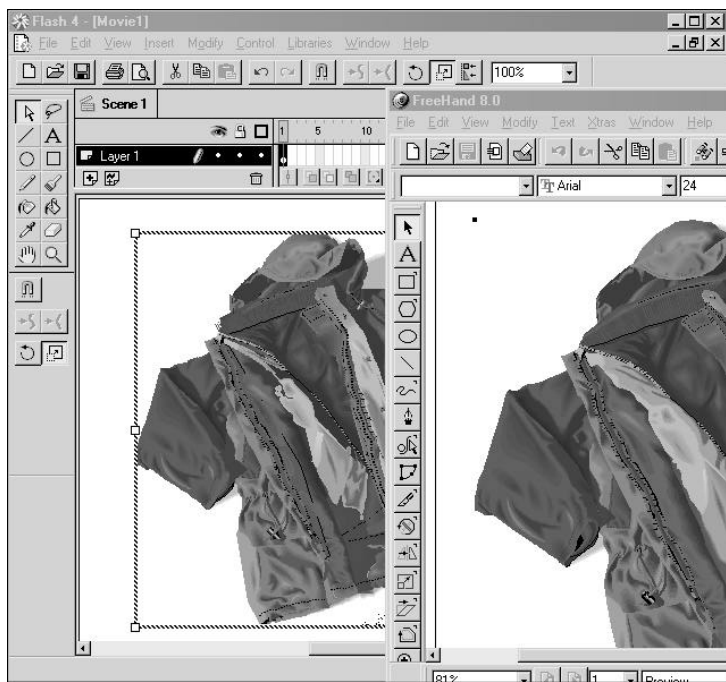 Flash 4 - [Movie1]
File Edit View Insert Modify Control Libraries Window Help
100%
Scene 1
1 5 10
Layer 1
FreeHand 8.0
File Edit View Modify Text Xtras Window Help
Arial 24
A
A
81% 1 Preview